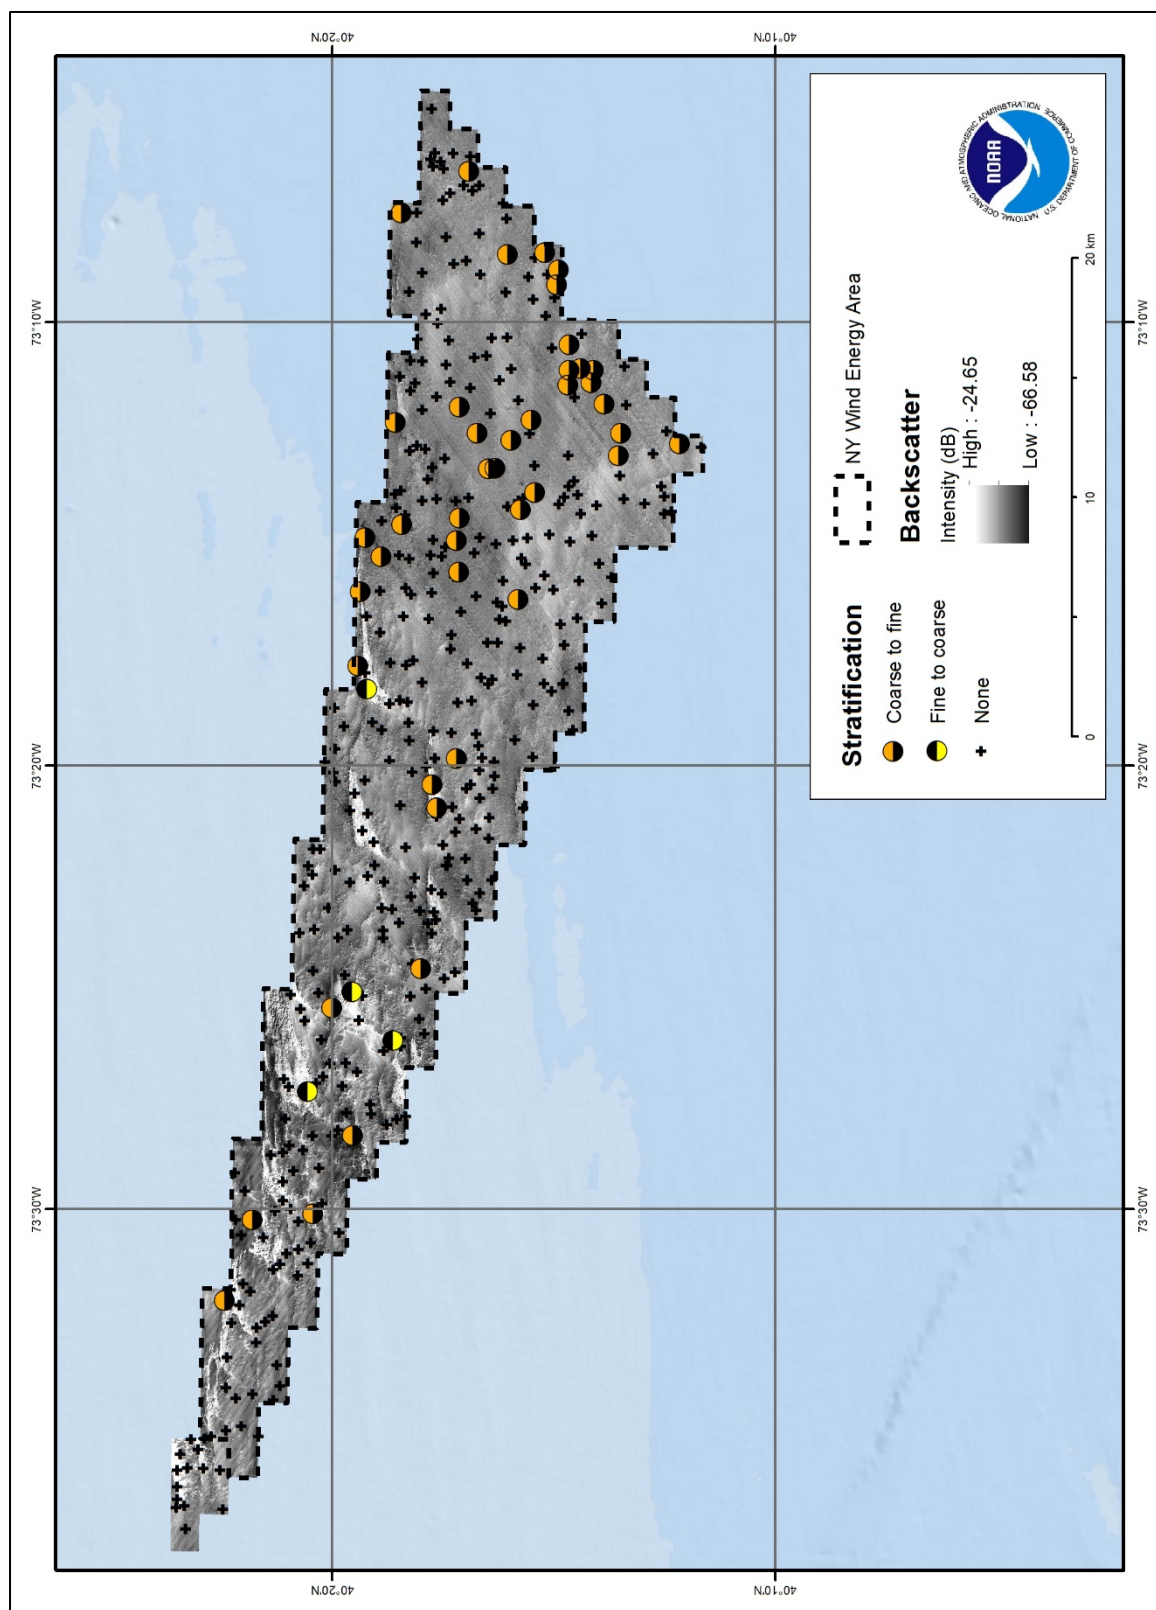 73°30'W
73°20'W
73°10'W
40°20'N
40°20'N
40°10'N
40°10'N
73°30'W
73°20'W
73°10'W
Stratification
Coarse to fine
Fine to coarse
None
NY Wind Energy Area
Backscatter
Intensity (dB)
High : -24.65
Low : -66.58
0
10
20 km
NATIONAL OCEANIC AND ATMOSPHERIC ADMINISTRATION
U.S. DEPARTMENT OF COMMERCE
NOAA